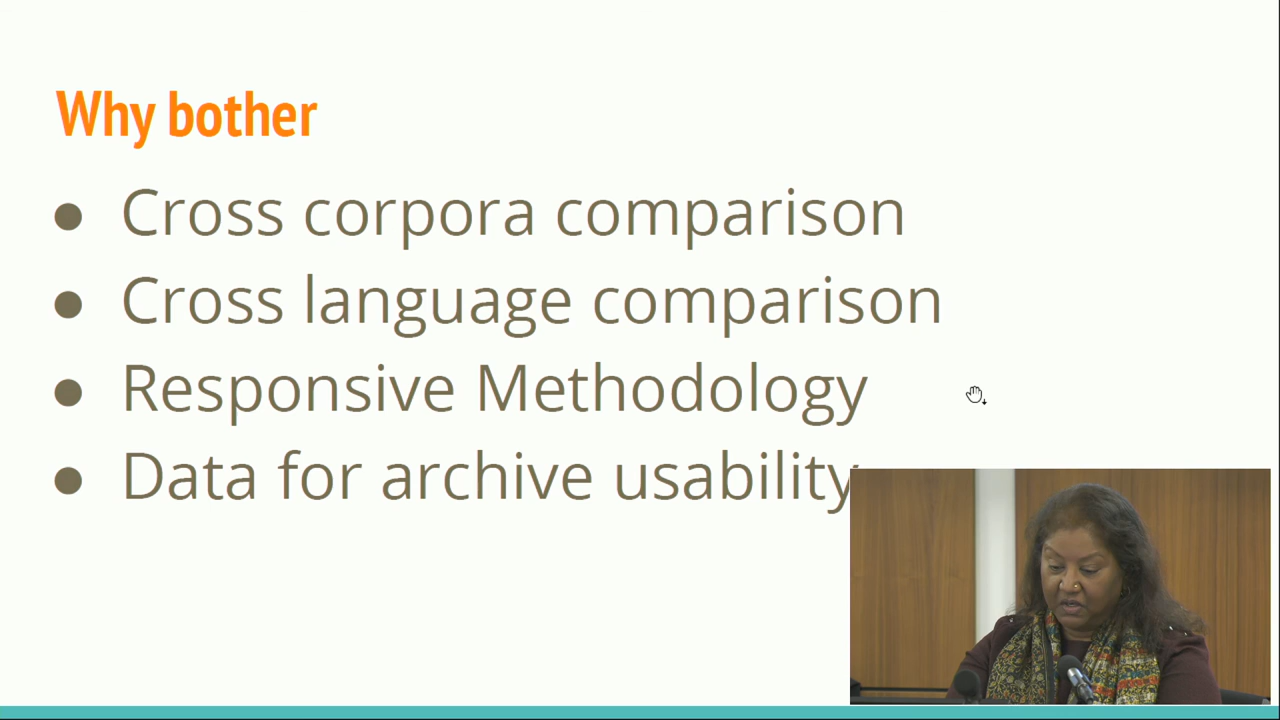 Why bother
● Cross corpora comparison
● Cross language comparison
● Responsive Methodology
● Data for archive usability